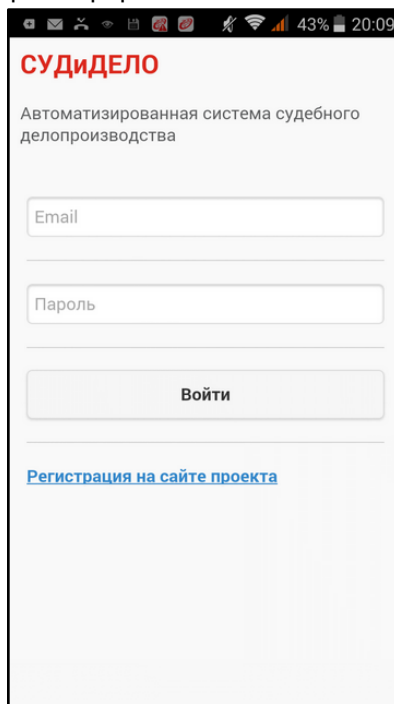 43% 20:09
СУДиДЕЛО
Автоматизированная система судебного
делопроизводства
Email
Пароль
Войти
Регистрация на сайте проекта